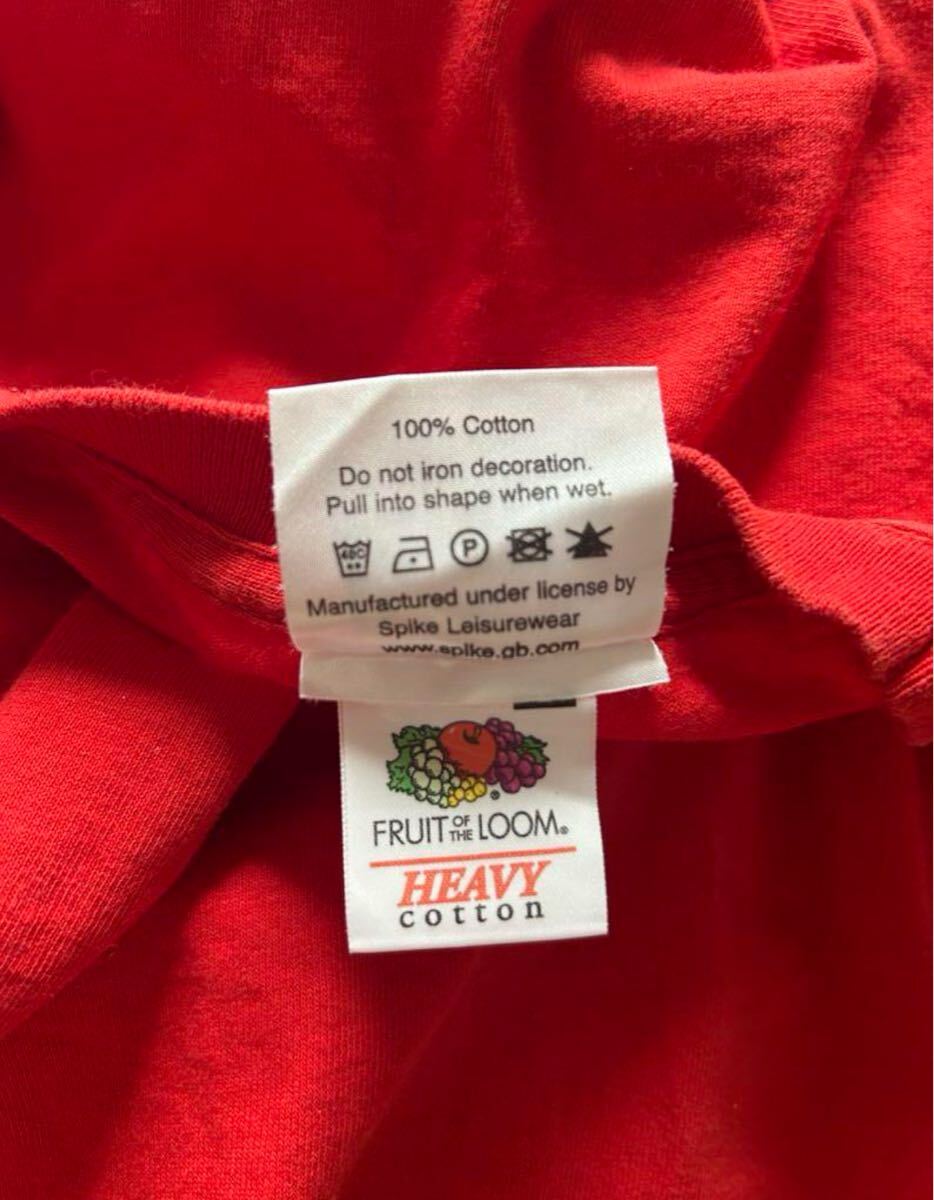 100% Cotton
Do not iron decoration.
Pull into shape when wet.
40C P
Manufactured under license by
Spike Leisurewear
www.spike.gb.com
FRUIT OF THE LOOM®
HEAVY
cotton